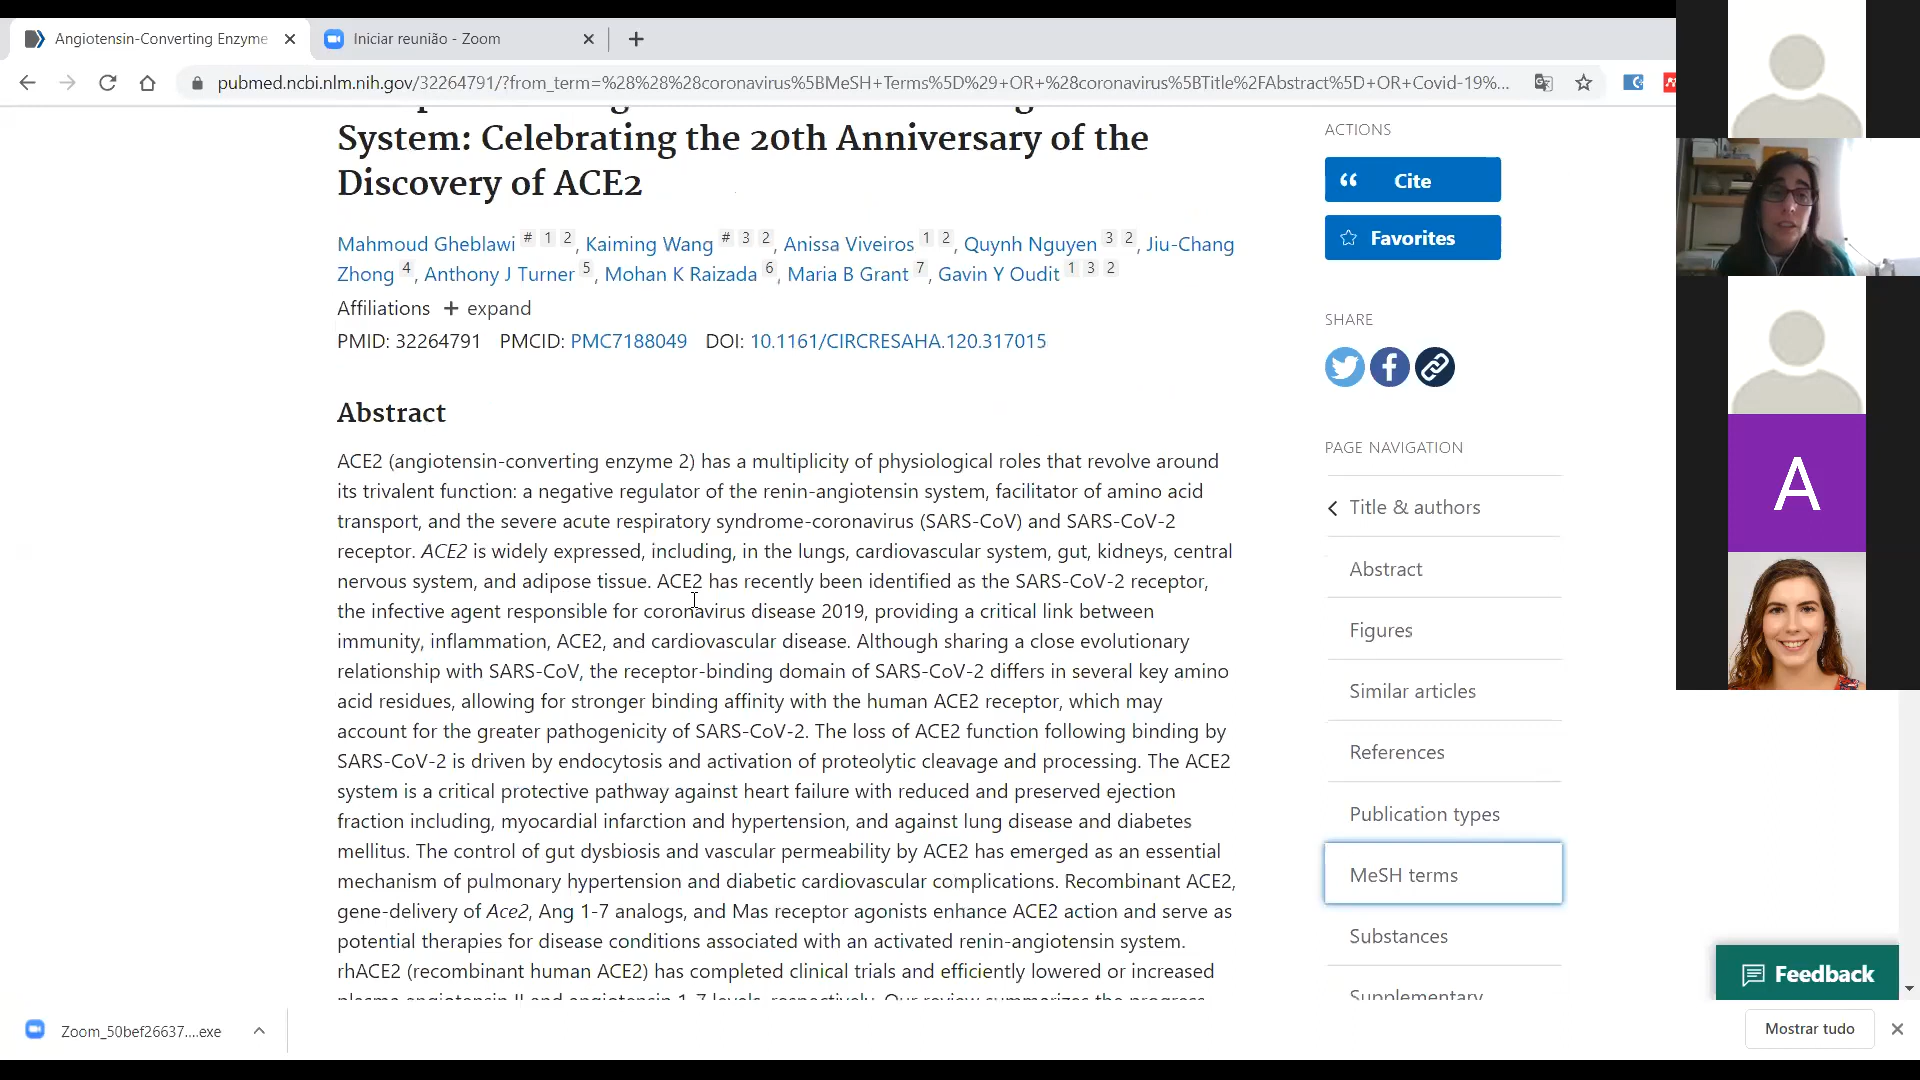 Angiotensin-Converting Enzyme
Iniciar reunião - Zoom
pubmed.ncbi.nlm.nih.gov/32264791/?from_term=%28%28%28coronavirus%5BMeSH+Terms%5D%29+OR+%28coronavirus%5BTitle%2FAbstract%5D+OR+Covid-19%...
System: Celebrating the 20th Anniversary of the
Discovery of ACE2
Mahmoud Gheblawi # 1 2, Kaiming Wang # 3 2, Anissa Viveiros 1 2, Quynh Nguyen 3 2, Jiu-Chang
Zhong 4, Anthony J Turner 5, Mohan K Raizada 6, Maria B Grant 7, Gavin Y Oudit 1 3 2
Affiliations + expand
PMID: 32264791 PMCID: PMC7188049 DOI: 10.1161/CIRCRESAHA.120.317015
Abstract
ACE2 (angiotensin-converting enzyme 2) has a multiplicity of physiological roles that revolve around
its trivalent function: a negative regulator of the renin-angiotensin system, facilitator of amino acid
transport, and the severe acute respiratory syndrome-coronavirus (SARS-CoV) and SARS-CoV-2
receptor. ACE2 is widely expressed, including, in the lungs, cardiovascular system, gut, kidneys, central
nervous system, and adipose tissue. ACE2 has recently been identified as the SARS-CoV-2 receptor,
the infective agent responsible for coronavirus disease 2019, providing a critical link between
immunity, inflammation, ACE2, and cardiovascular disease. Although sharing a close evolutionary
relationship with SARS-CoV, the receptor-binding domain of SARS-CoV-2 differs in several key amino
acid residues, allowing for stronger binding affinity with the human ACE2 receptor, which may
account for the greater pathogenicity of SARS-CoV-2. The loss of ACE2 function following binding by
SARS-CoV-2 is driven by endocytosis and activation of proteolytic cleavage and processing. The ACE2
system is a critical protective pathway against heart failure with reduced and preserved ejection
fraction including, myocardial infarction and hypertension, and against lung disease and diabetes
mellitus. The control of gut dysbiosis and vascular permeability by ACE2 has emerged as an essential
mechanism of pulmonary hypertension and diabetic cardiovascular complications. Recombinant ACE2,
gene-delivery of Ace2, Ang 1-7 analogs, and Mas receptor agonists enhance ACE2 action and serve as
potential therapies for disease conditions associated with an activated renin-angiotensin system.
rhACE2 (recombinant human ACE2) has completed clinical trials and efficiently lowered or increased
plasma angiotensin II and angiotensin 1-7 levels, respectively. Our review summarizes the progress
ACTIONS
Cite
Favorites
SHARE
PAGE NAVIGATION
Title & authors
Abstract
Figures
Similar articles
References
Publication types
MeSH terms
Substances
Supplementary
Feedback
A
Zoom_50bef26637....exe
Mostrar tudo